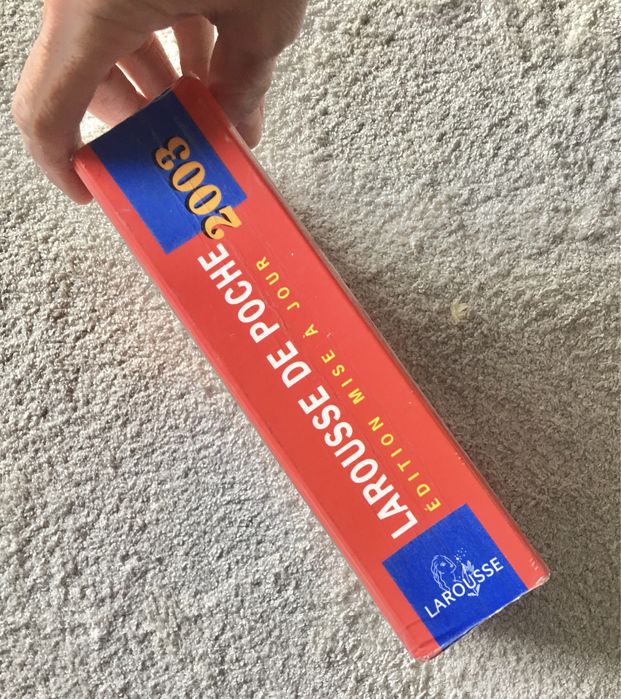 LAROUSSE DE POCHE 2003
ÉDITION MISE À JOUR
LAROUSSE